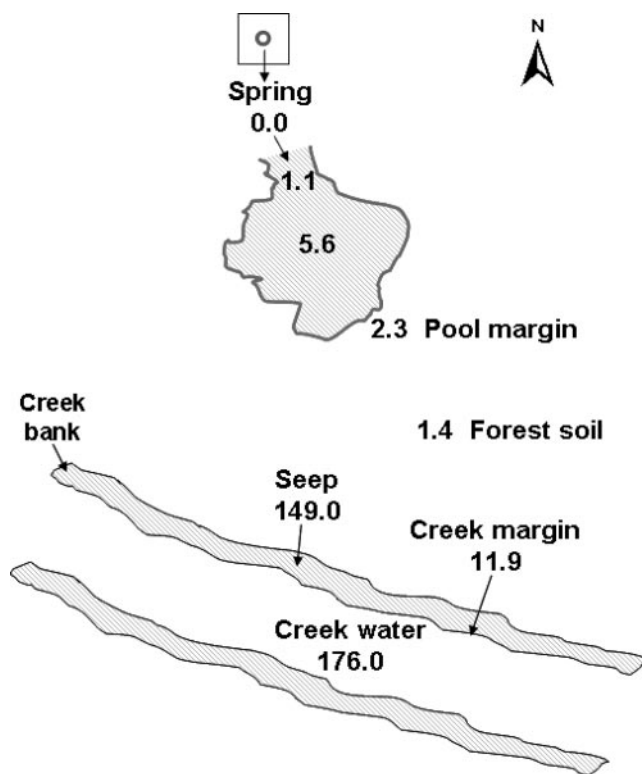 N
Spring
0.0
1.1
5.6
2.3 Pool margin
Creek
bank
1.4 Forest soil
Seep
149.0
Creek margin
11.9
Creek water
176.0